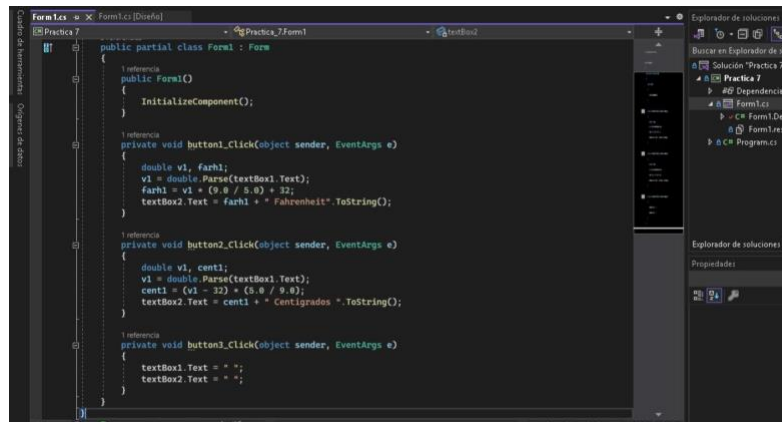 Form1.cs
Form1.cs [Diseño]
Explorador de soluciones
Practica 7
Practica_7.Form1
textBox2
Cuadro de herramientas
Orígenes de datos
public partial class Form1 : Form
{
1 referencia
public Form1()
{
InitializeComponent();
}
1 referencia
private void button1_Click(object sender, EventArgs e)
{
double v1, farh1;
v1 = double.Parse(textBox1.Text);
farh1 = v1 * (9.0 / 5.0) + 32;
textBox2.Text = farh1 + " Fahrenheit".ToString();
}
1 referencia
private void button2_Click(object sender, EventArgs e)
{
double v1, cent1;
v1 = double.Parse(textBox1.Text);
cent1 = (v1 - 32) * (5.0 / 9.0);
textBox2.Text = cent1 + " Centigrados ".ToString();
}
1 referencia
private void button3_Click(object sender, EventArgs e)
{
textBox1.Text = " ";
textBox2.Text = " ";
}
}
}
Buscar en Explorador de s
Solución "Practica 7
Practica 7
Dependencia
Form1.cs
C# Form1.De
Form1.res
C# Program.cs
Explorador de soluciones
Propiedades